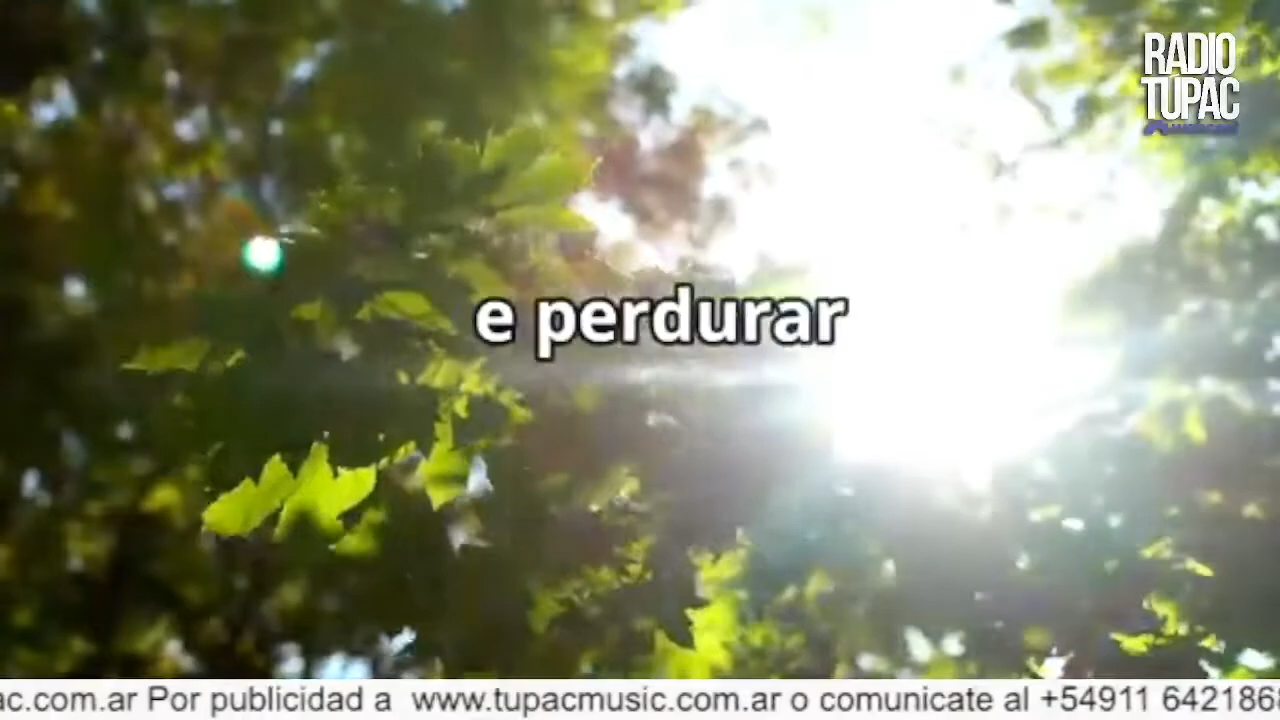 RADIO
TUPAC
e perdurar
ac.com.ar Por publicidad a www.tupacmusic.com.ar o comunicate al +54911 642186